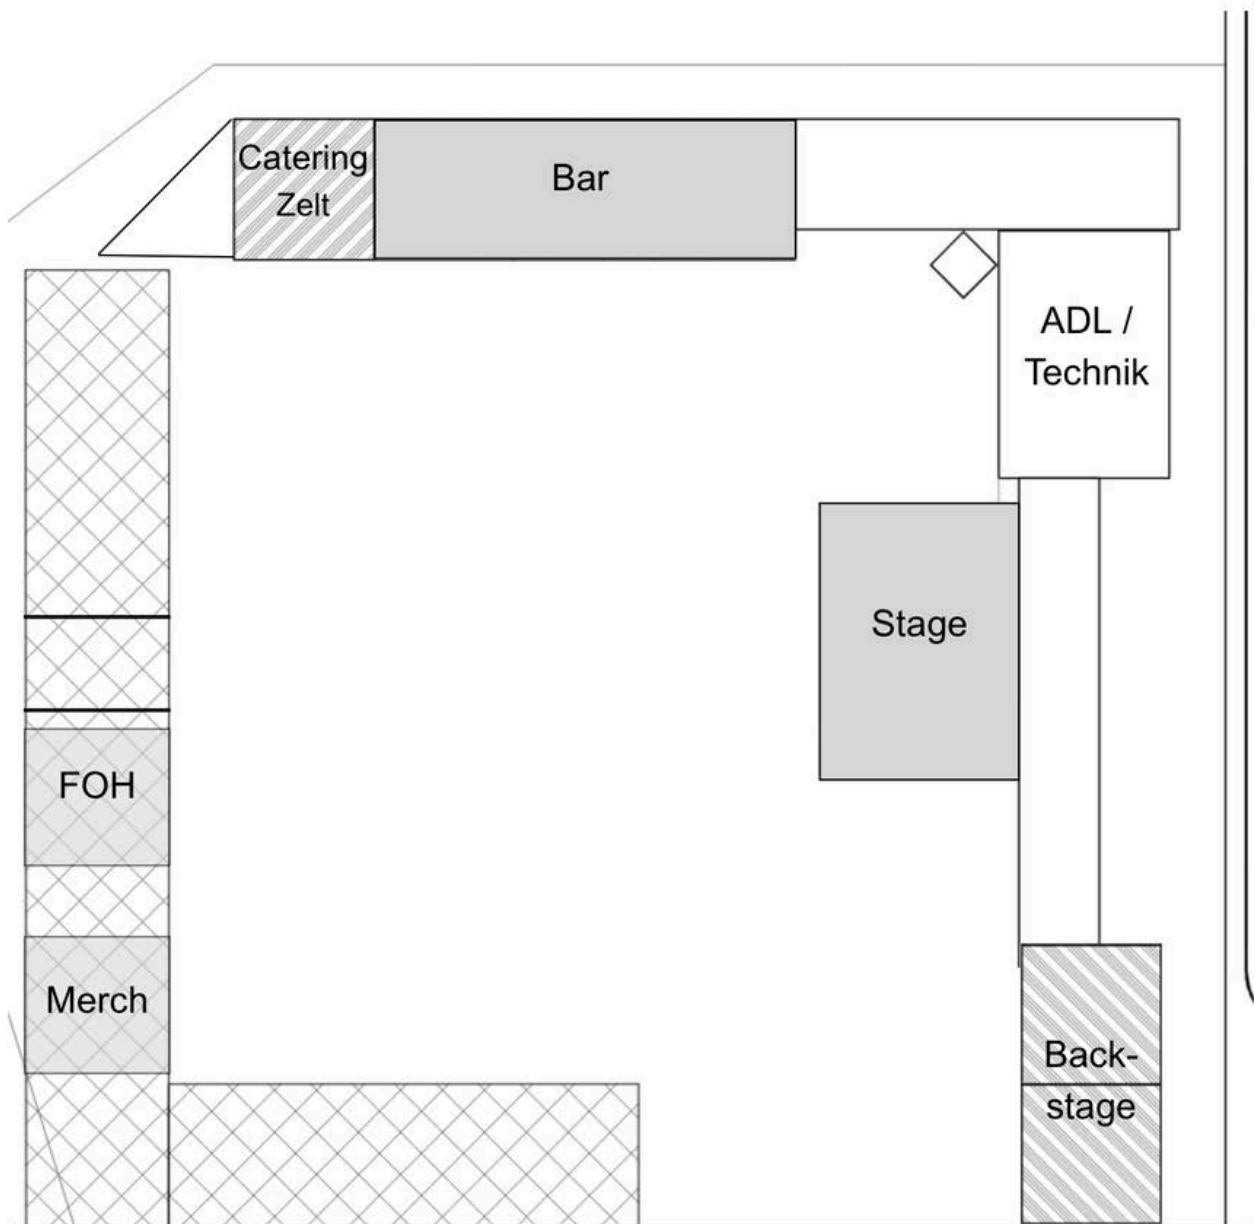 Catering
Zelt
Bar
ADL /
Technik
Stage
FOH
Merch
Back-
stage